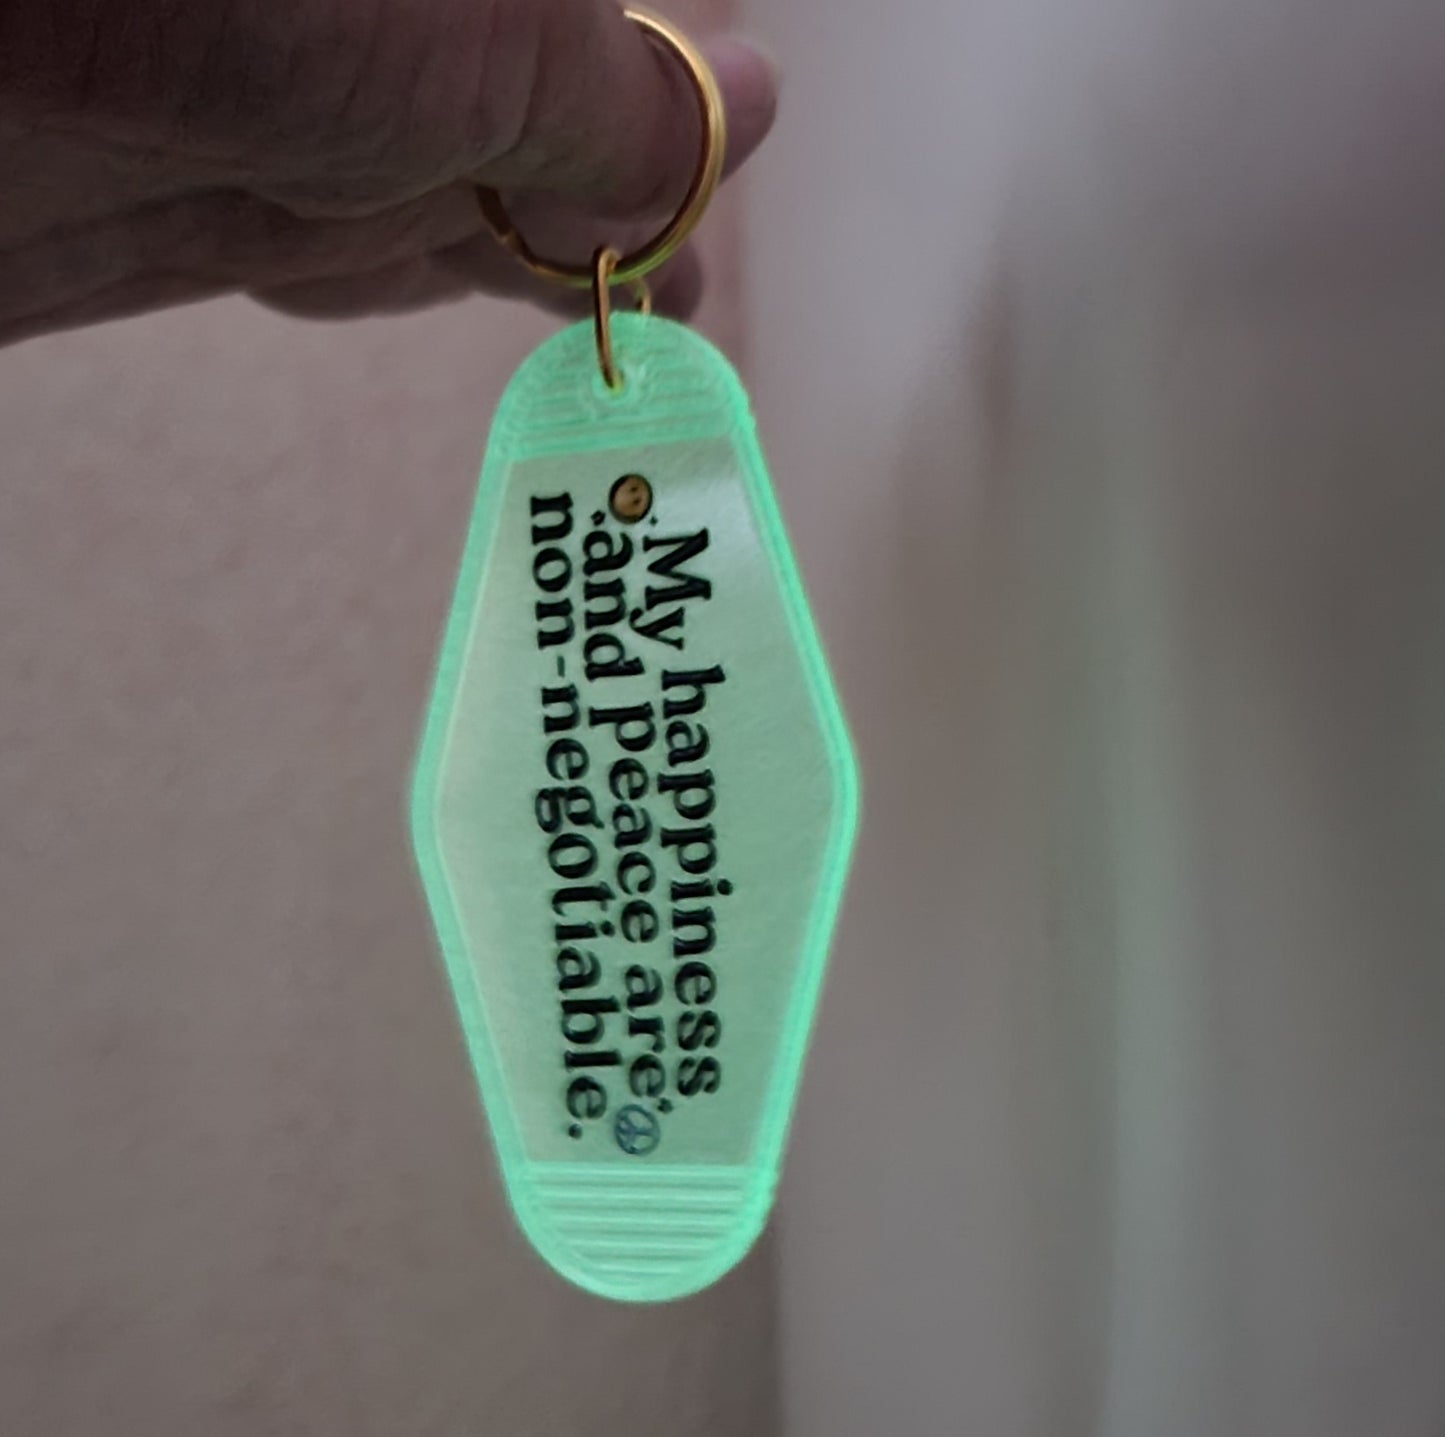 My happiness
and peace are
non-negotiable.